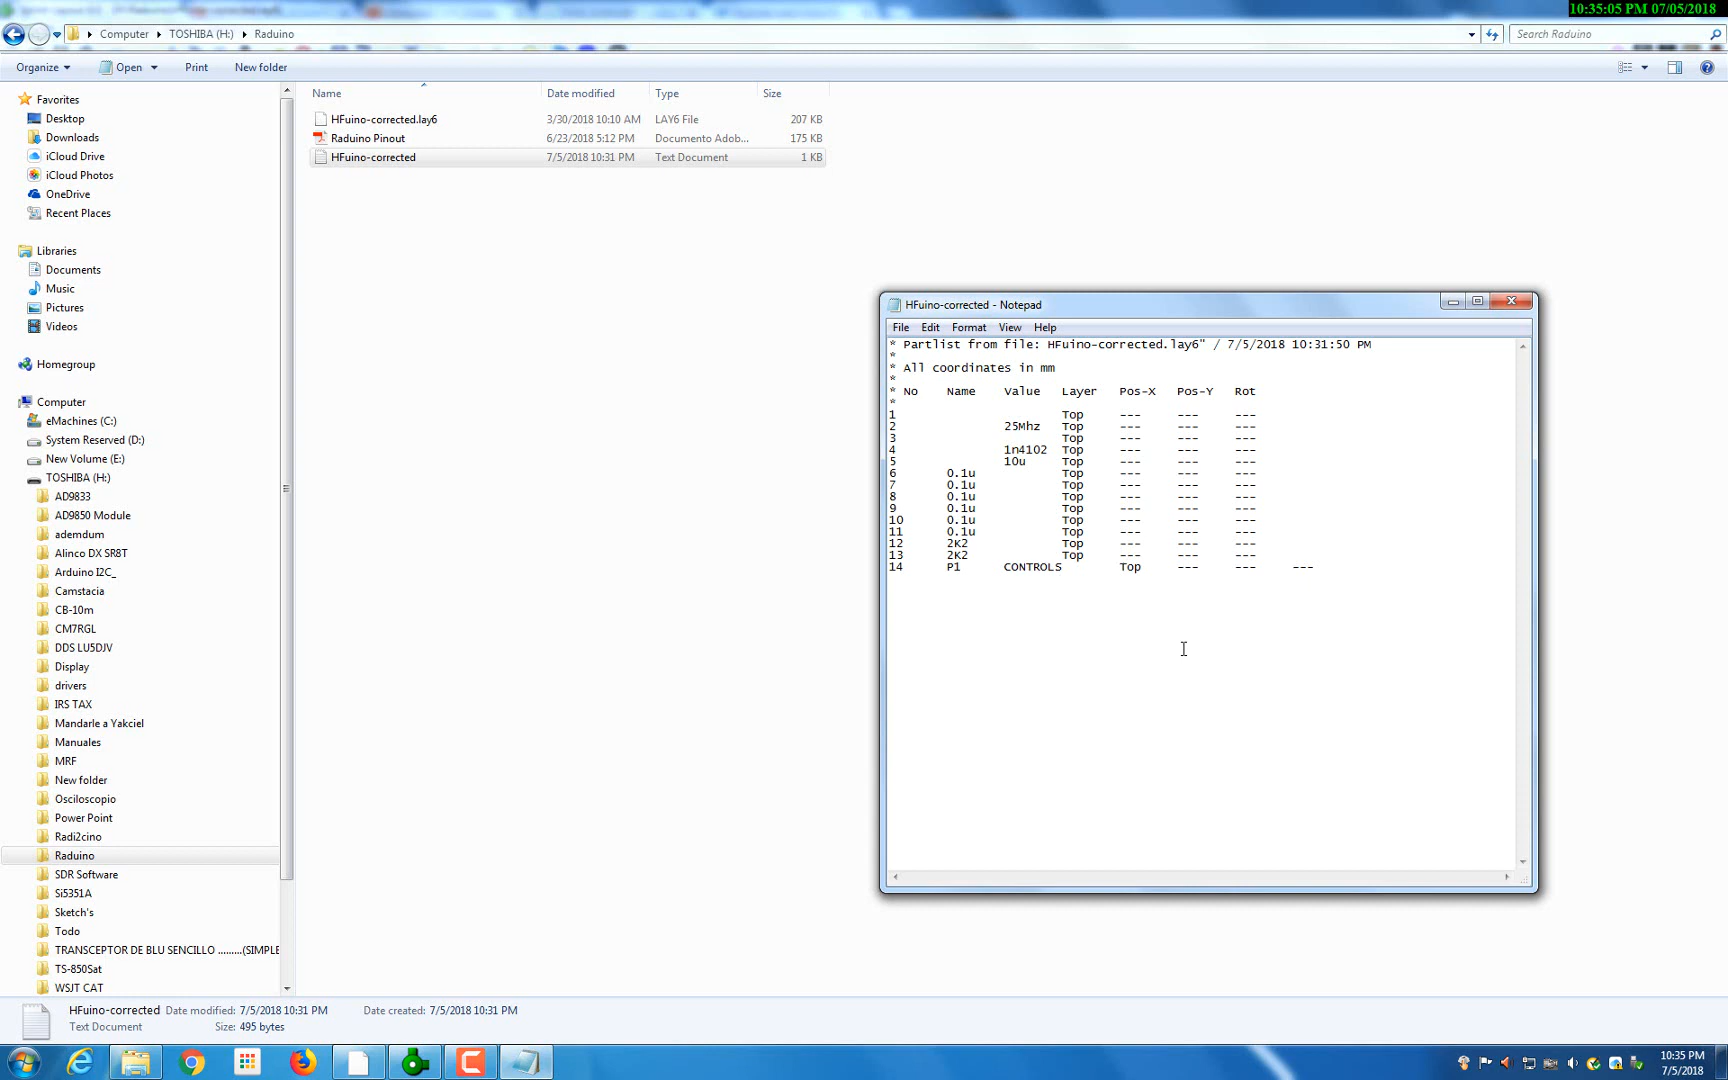 10:35:05 PM 07/05/2018
Computer TOSHIBA (H:) Raduino
Search Raduino
Organize Open Print New folder
Favorites
Desktop
Downloads
iCloud Drive
iCloud Photos
OneDrive
Recent Places
Libraries
Documents
Music
Pictures
Videos
Homegroup
Computer
eMachines (C:)
System Reserved (D:)
New Volume (E:)
TOSHIBA (H:)
AD9833
AD9850 Module
ademdum
Alinco DX SR8T
Arduino I2C_
Camstacia
CB-10m
CM7RGL
DDS LU5DJV
Display
drivers
IRS TAX
Mandarle a Yakciel
Manuales
MRF
New folder
Osciloscopio
Power Point
Radi2cino
Raduino
SDR Software
Si5351A
Sketch's
Todo
TRANSCEPTOR DE BLU SENCILLO .........(SIMPLE
TS-850Sat
WSJT CAT
Name Date modified Type Size
HFuino-corrected.lay6 3/30/2018 10:10 AM LAY6 File 207 KB
Raduino Pinout 6/23/2018 5:12 PM Documento Adob... 175 KB
HFuino-corrected 7/5/2018 10:31 PM Text Document 1 KB
HFuino-corrected - Notepad
File Edit Format View Help
* Partlist from file: HFuino-corrected.lay6" / 7/5/2018 10:31:50 PM
*
* All coordinates in mm
*
* No Name Value Layer Pos-X Pos-Y Rot
*
1 Top --- --- ---
2 25Mhz Top --- --- ---
3 Top --- --- ---
4 1n4102 Top --- --- ---
5 10u Top --- --- ---
6 0.1u Top --- --- ---
7 0.1u Top --- --- ---
8 0.1u Top --- --- ---
9 0.1u Top --- --- ---
10 0.1u Top --- --- ---
11 0.1u Top --- --- ---
12 2K2 Top --- --- ---
13 2K2 Top --- --- ---
14 P1 CONTROLS Top --- --- ---
HFuino-corrected Date modified: 7/5/2018 10:31 PM Date created: 7/5/2018 10:31 PM
Text Document Size: 495 bytes
10:35 PM
7/5/2018